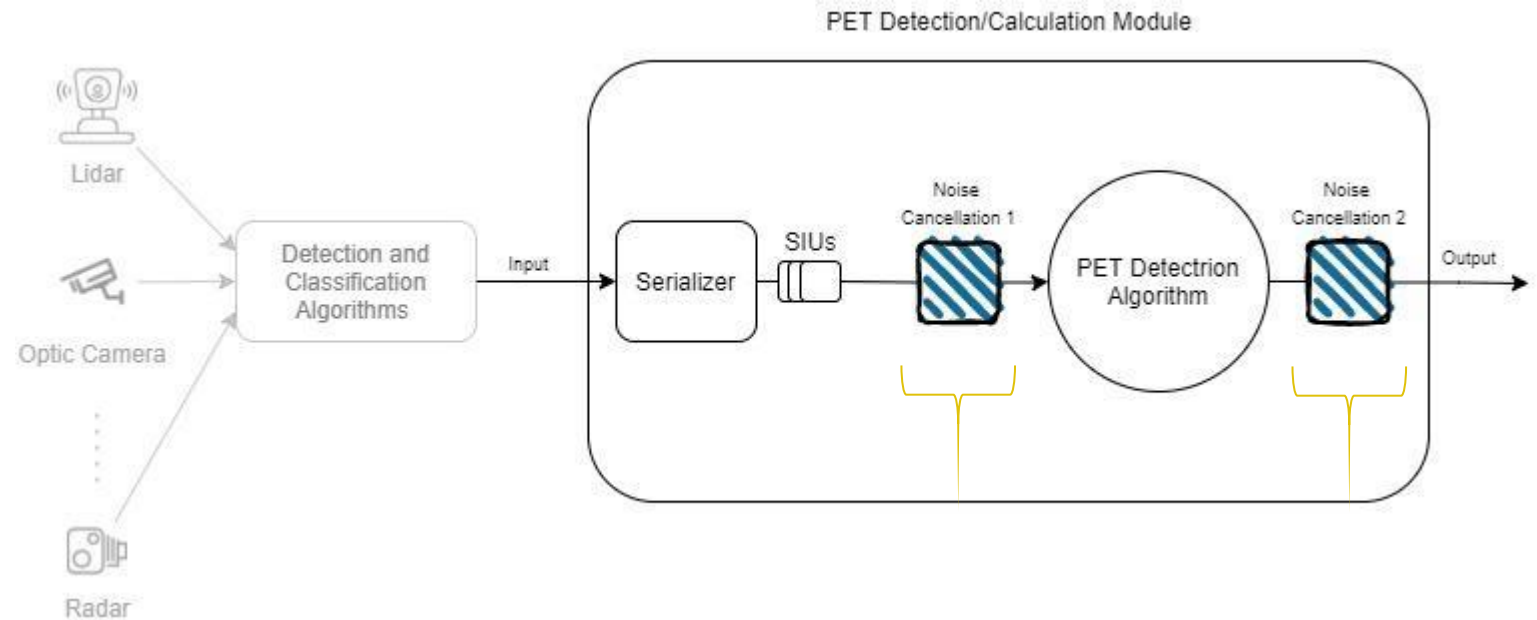 PET Detection/Calculation Module
Lidar
Optic Camera
Radar
Detection and
Classification
Algorithms
Input
Serializer
SIUs
Noise
Cancellation 1
PET Detectrion
Algorithm
Noise
Cancellation 2
Output